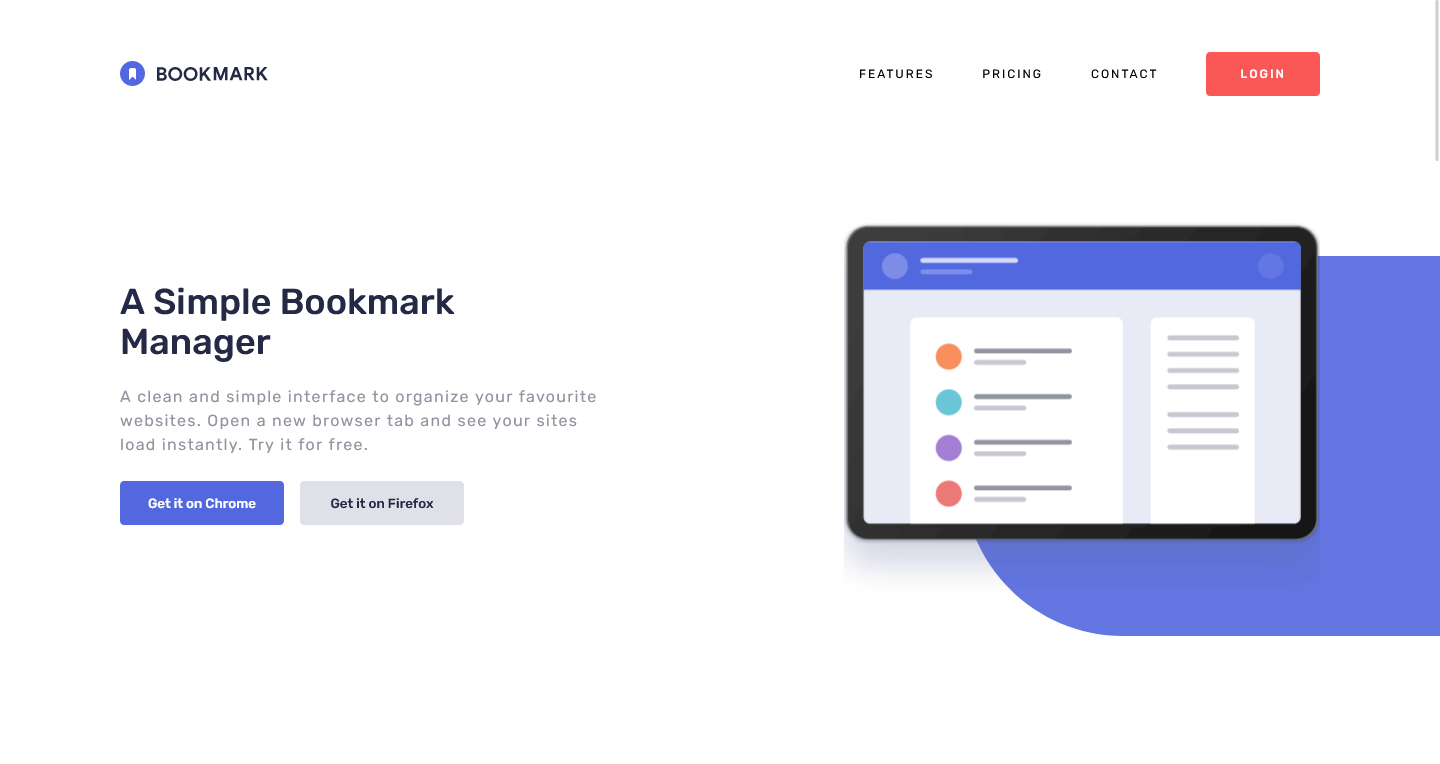 BOOKMARK
FEATURES
PRICING
CONTACT
LOGIN
A Simple Bookmark
Manager
A clean and simple interface to organize your favourite
websites. Open a new browser tab and see your sites
load instantly. Try it for free.
Get it on Chrome
Get it on Firefox